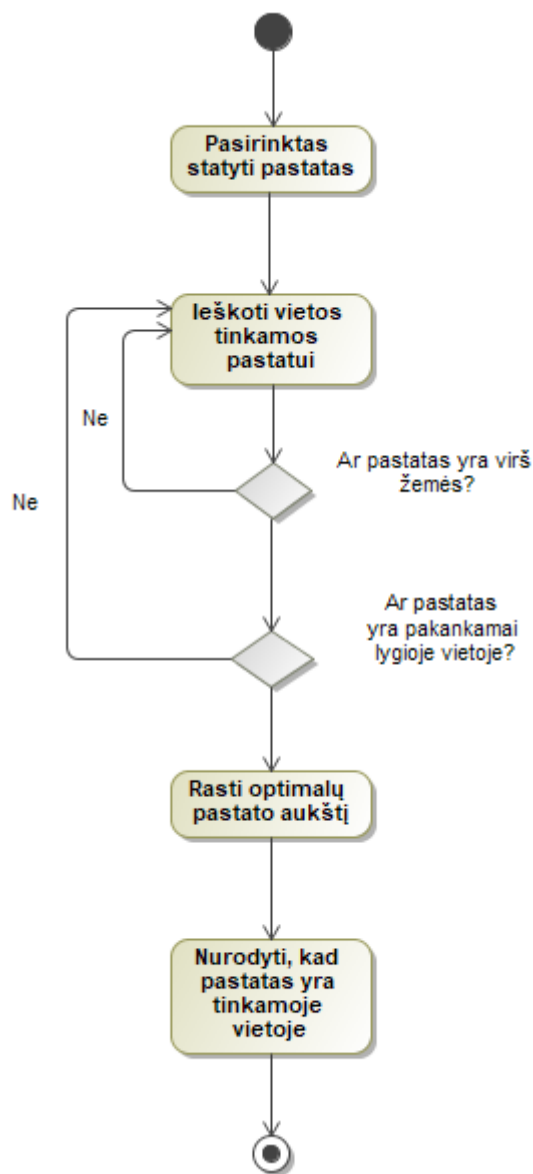 Pasirinktas
statyti pastatas
Ieškoti vietos
tinkamos
pastatui
Ne
Ar pastatas yra virš
žemės?
Ne
Ar pastatas
yra pakankamai
lygioje vietoje?
Rasti optimalų
pastato aukštį
Nurodyti, kad
pastatas yra
tinkamoje
vietoje